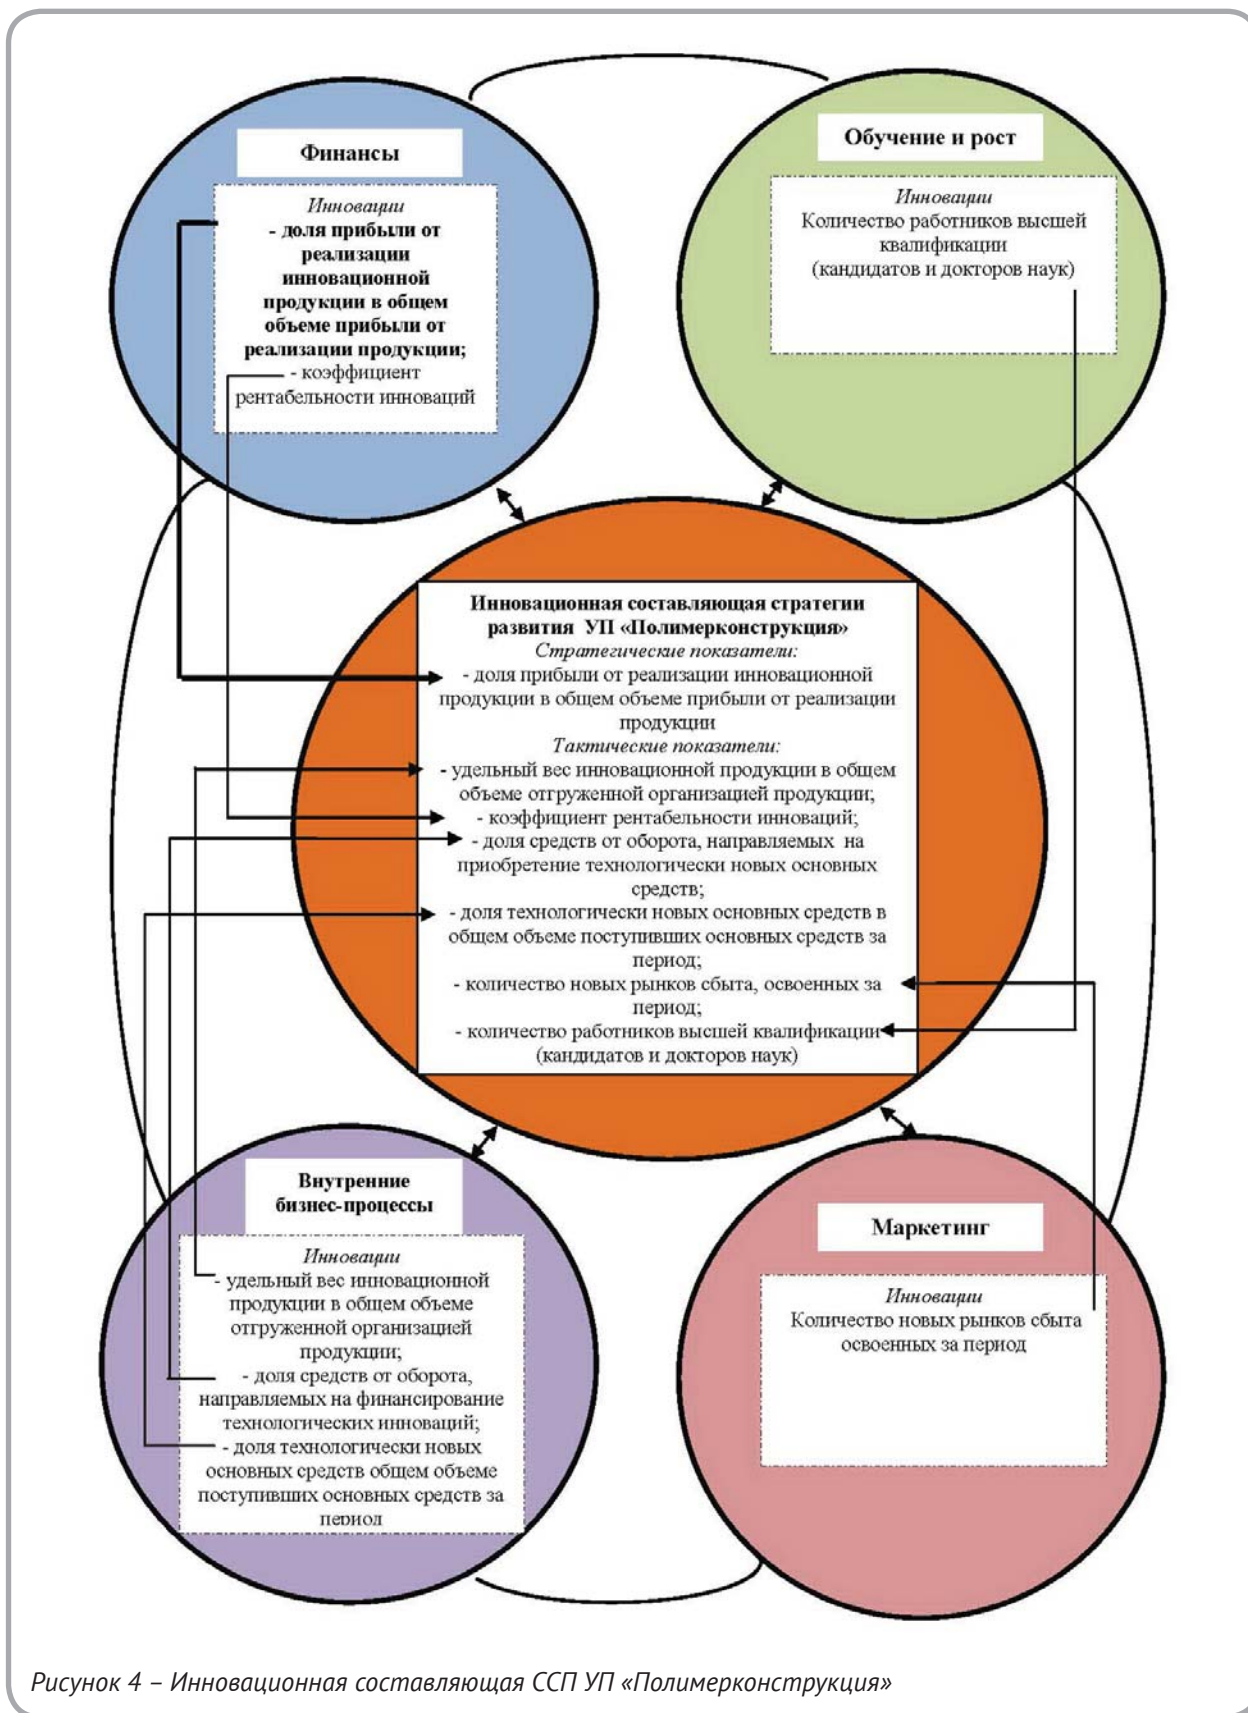 Финансы
Инновации
- доля прибыли от
реализации
инновационной
продукции в общем
объеме прибыли от
реализации продукции;
- коэффициент
рентабельности инноваций
Обучение и рост
Инновации
Количество работников высшей
квалификации
(кандидатов и докторов наук)
Инновационная составляющая стратегии
развития УП «Полимерконструкция»
Стратегические показатели:
- доля прибыли от реализации инновационной
продукции в общем объеме прибыли от реализации
продукции
Тактические показатели:
- удельный вес инновационной продукции в общем
объеме отгруженной организацией продукции;
- коэффициент рентабельности инноваций;
- доля средств от оборота, направляемых на
приобретение технологически новых основных
средств;
- доля технологически новых основных средств в
общем объеме поступивших основных средств за
период;
- количество новых рынков сбыта, освоенных за
период;
- количество работников высшей квалификации
(кандидатов и докторов наук)
Внутренние
бизнес-процессы
Инновации
- удельный вес инновационной
продукции в общем объеме
отгруженной организацией
продукции;
- доля средств от оборота,
направляемых на финансирование
технологических инноваций;
- доля технологически новых
основных средств общем объеме
поступивших основных средств за
период
Маркетинг
Инновации
Количество новых рынков сбыта
освоенных за период
Рисунок 4 – Инновационная составляющая ССП УП «Полимерконструкция»